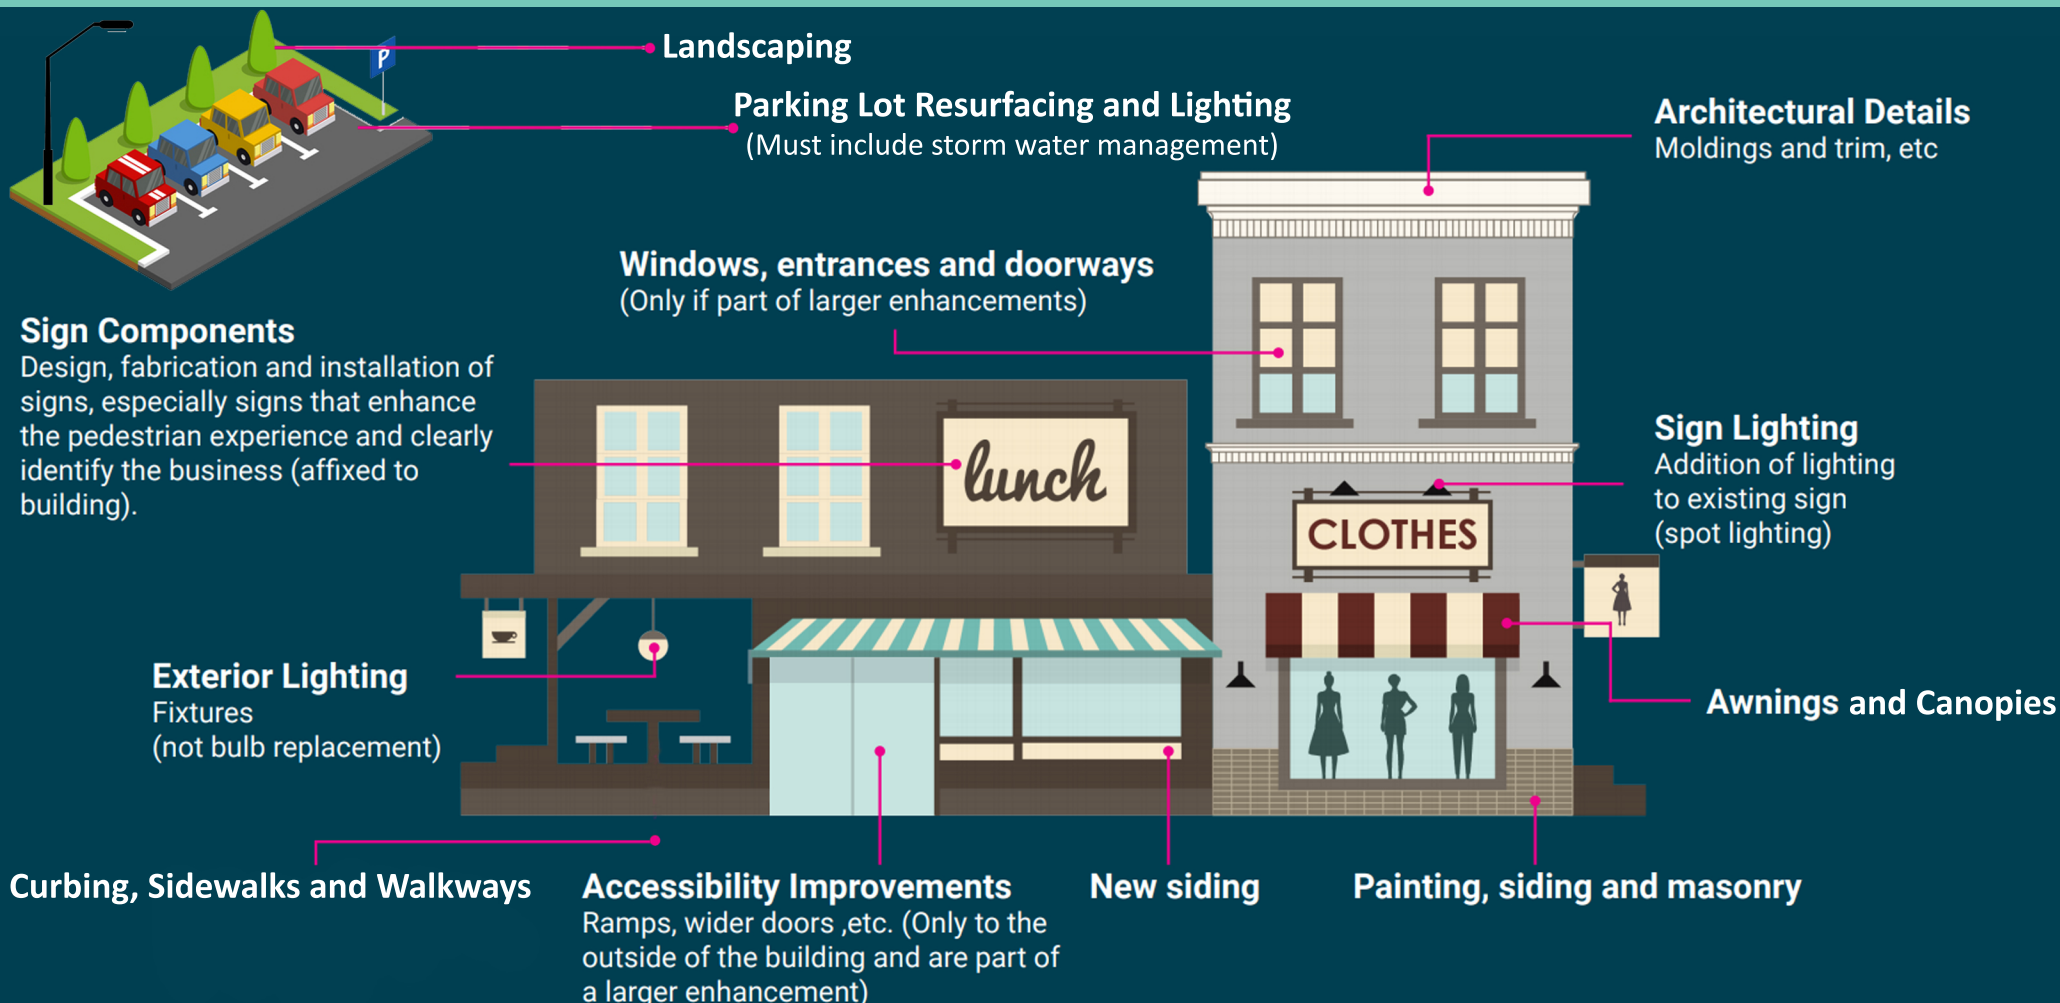 Landscaping
P
Parking Lot Resurfacing and Lighting
(Must include storm water management)
Architectural Details
Moldings and trim, etc
Windows, entrances and doorways
(Only if part of larger enhancements)
Sign Components
Design, fabrication and installation of
signs, especially signs that enhance
the pedestrian experience and clearly
identify the business (affixed to
building).
lunch
Sign Lighting
Addition of lighting
to existing sign
(spot lighting)
CLOTHES
Exterior Lighting
Fixtures
(not bulb replacement)
Awnings and Canopies
Curbing, Sidewalks and Walkways
Accessibility Improvements
Ramps, wider doors ,etc. (Only to the
outside of the building and are part of
a larger enhancement)
New siding
Painting, siding and masonry